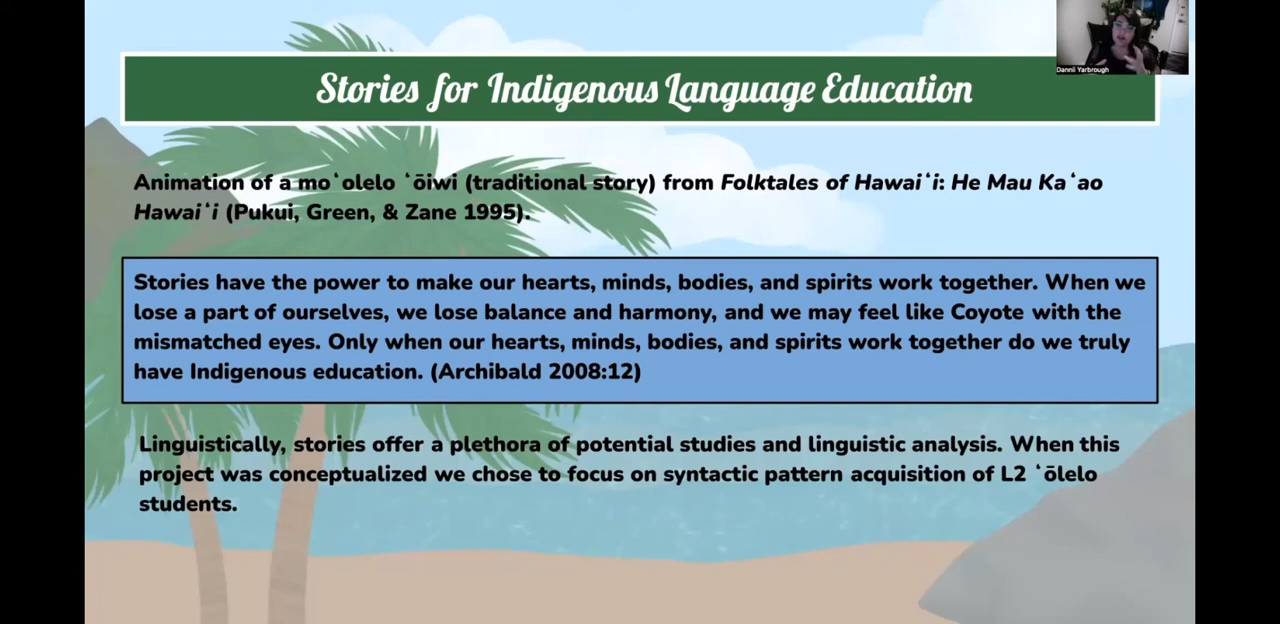 Dannii Yarbrough
Stories for Indigenous Language Education
Animation of a moʻolelo ʻōiwi (traditional story) from Folktales of Hawaiʻi: He Mau Kaʻao
Hawaiʻi (Pukui, Green, & Zane 1995).
Stories have the power to make our hearts, minds, bodies, and spirits work together. When we
lose a part of ourselves, we lose balance and harmony, and we may feel like Coyote with the
mismatched eyes. Only when our hearts, minds, bodies, and spirits work together do we truly
have Indigenous education. (Archibald 2008:12)
Linguistically, stories offer a plethora of potential studies and linguistic analysis. When this
project was conceptualized we chose to focus on syntactic pattern acquisition of L2 ʻōlelo
students.